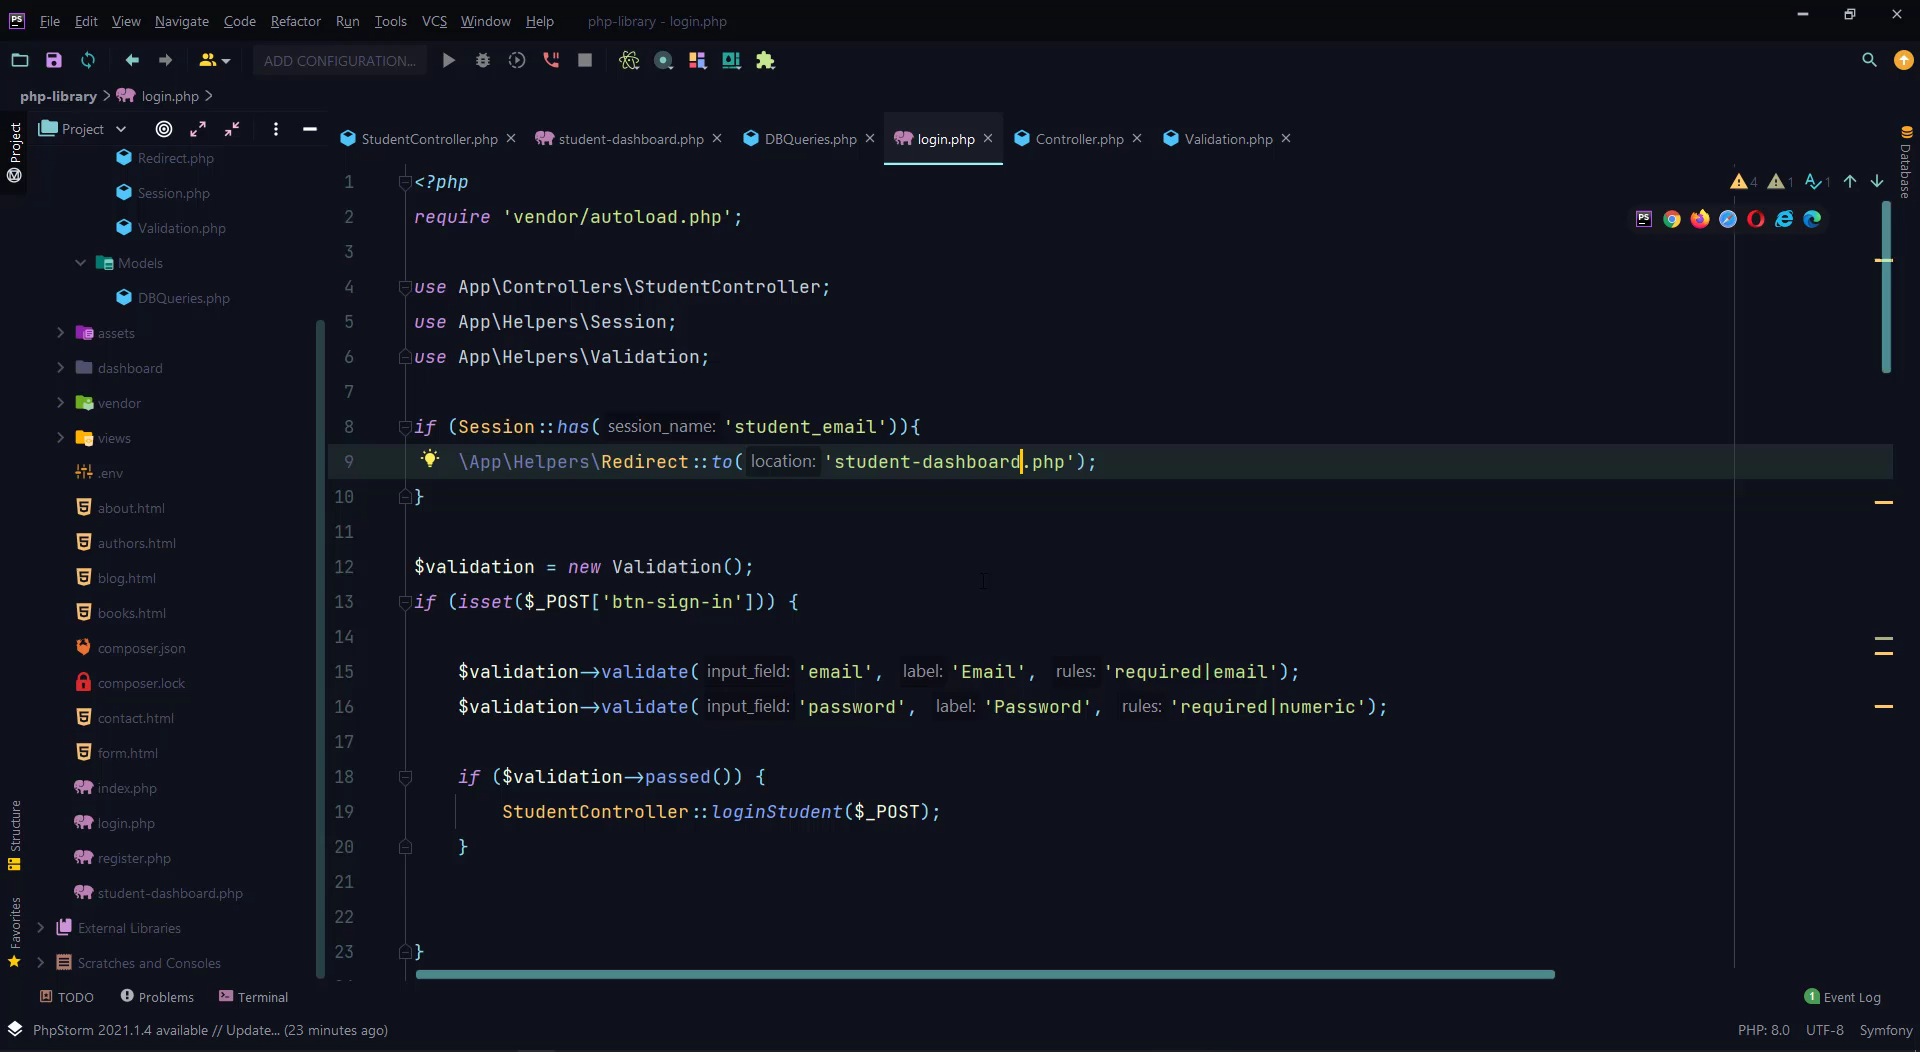 PS File Edit View Navigate Code Refactor Run Tools VCS Window Help php-library - login.php
ADD CONFIGURATION...
php-library > login.php >
Project
Project
StudentController.php student-dashboard.php DBQueries.php login.php Controller.php Validation.php
Database
Redirect.php
Session.php
Validation.php
Models
DBQueries.php
assets
dashboard
vendor
views
.env
about.html
authors.html
blog.html
books.html
composer.json
composer.lock
contact.html
form.html
index.php
login.php
register.php
student-dashboard.php
External Libraries
Scratches and Consoles
Structure
Favorites
4 1 1
PS
1 <?php
2 require 'vendor/autoload.php';
3
4 use App\Controllers\StudentController;
5 use App\Helpers\Session;
6 use App\Helpers\Validation;
7
8 if (Session::has( session_name: 'student_email')){
9 \App\Helpers\Redirect::to( location: 'student-dashboard.php');
10 }
11
12 $validation = new Validation();
13 if (isset($_POST['btn-sign-in'])) {
14
15 $validation->validate( input_field: 'email', label: 'Email', rules: 'required|email');
16 $validation->validate( input_field: 'password', label: 'Password', rules: 'required|numeric');
17
18 if ($validation->passed()) {
19 StudentController::loginStudent($_POST);
20 }
21
22
23 }
TODO Problems Terminal 1 Event Log
PhpStorm 2021.1.4 available // Update... (23 minutes ago) PHP: 8.0 UTF-8 Symfony